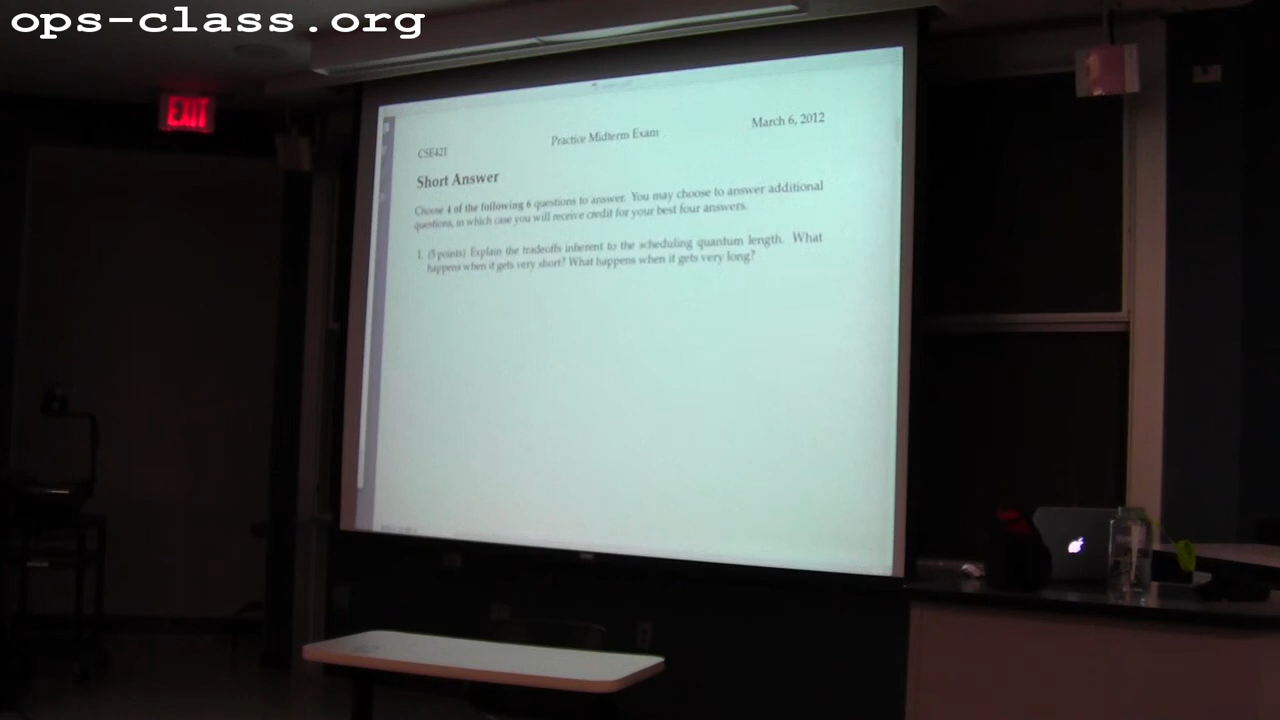 ops-class.org
EXIT
CSE421
Practice Midterm Exam
March 6, 2012
Short Answer
Choose 4 of the following 6 questions to answer. You may choose to answer additional
questions, in which case you will receive credit for your best four answers.
1. (5 points) Explain the tradeoffs inherent to the scheduling quantum length. What
happens when it gets very short? What happens when it gets very long?